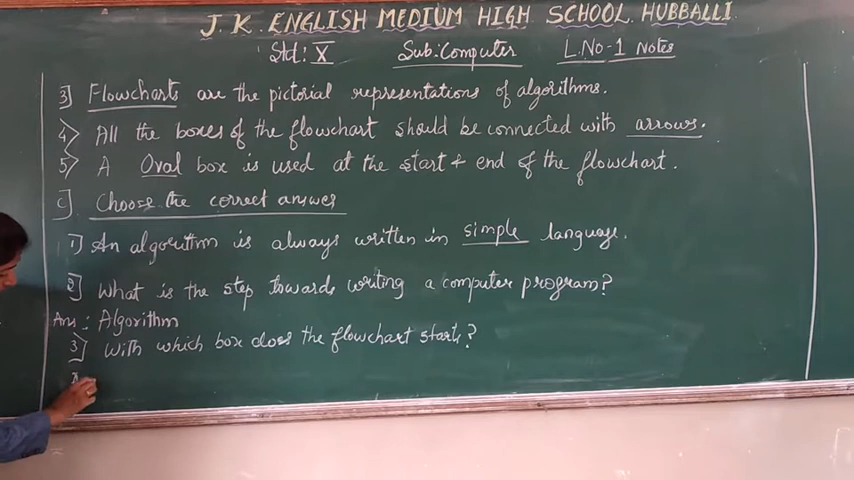 J. K. ENGLISH MEDIUM HIGH SCHOOL HUBBALLI
Std: X Sub: Computer L.No-1 Notes
3] Flowcharts are the pictorial representations of algorithms.
4> All the boxes of the flowchart should be connected with arrows.
5> A Oval box is used at the start & end of the flowchart.
C] Choose the correct answer
1] An algorithm is always written in simple language.
2] What is the step towards writing a computer program?
Ans: Algorithm
3] With which box does the flowchart starts?